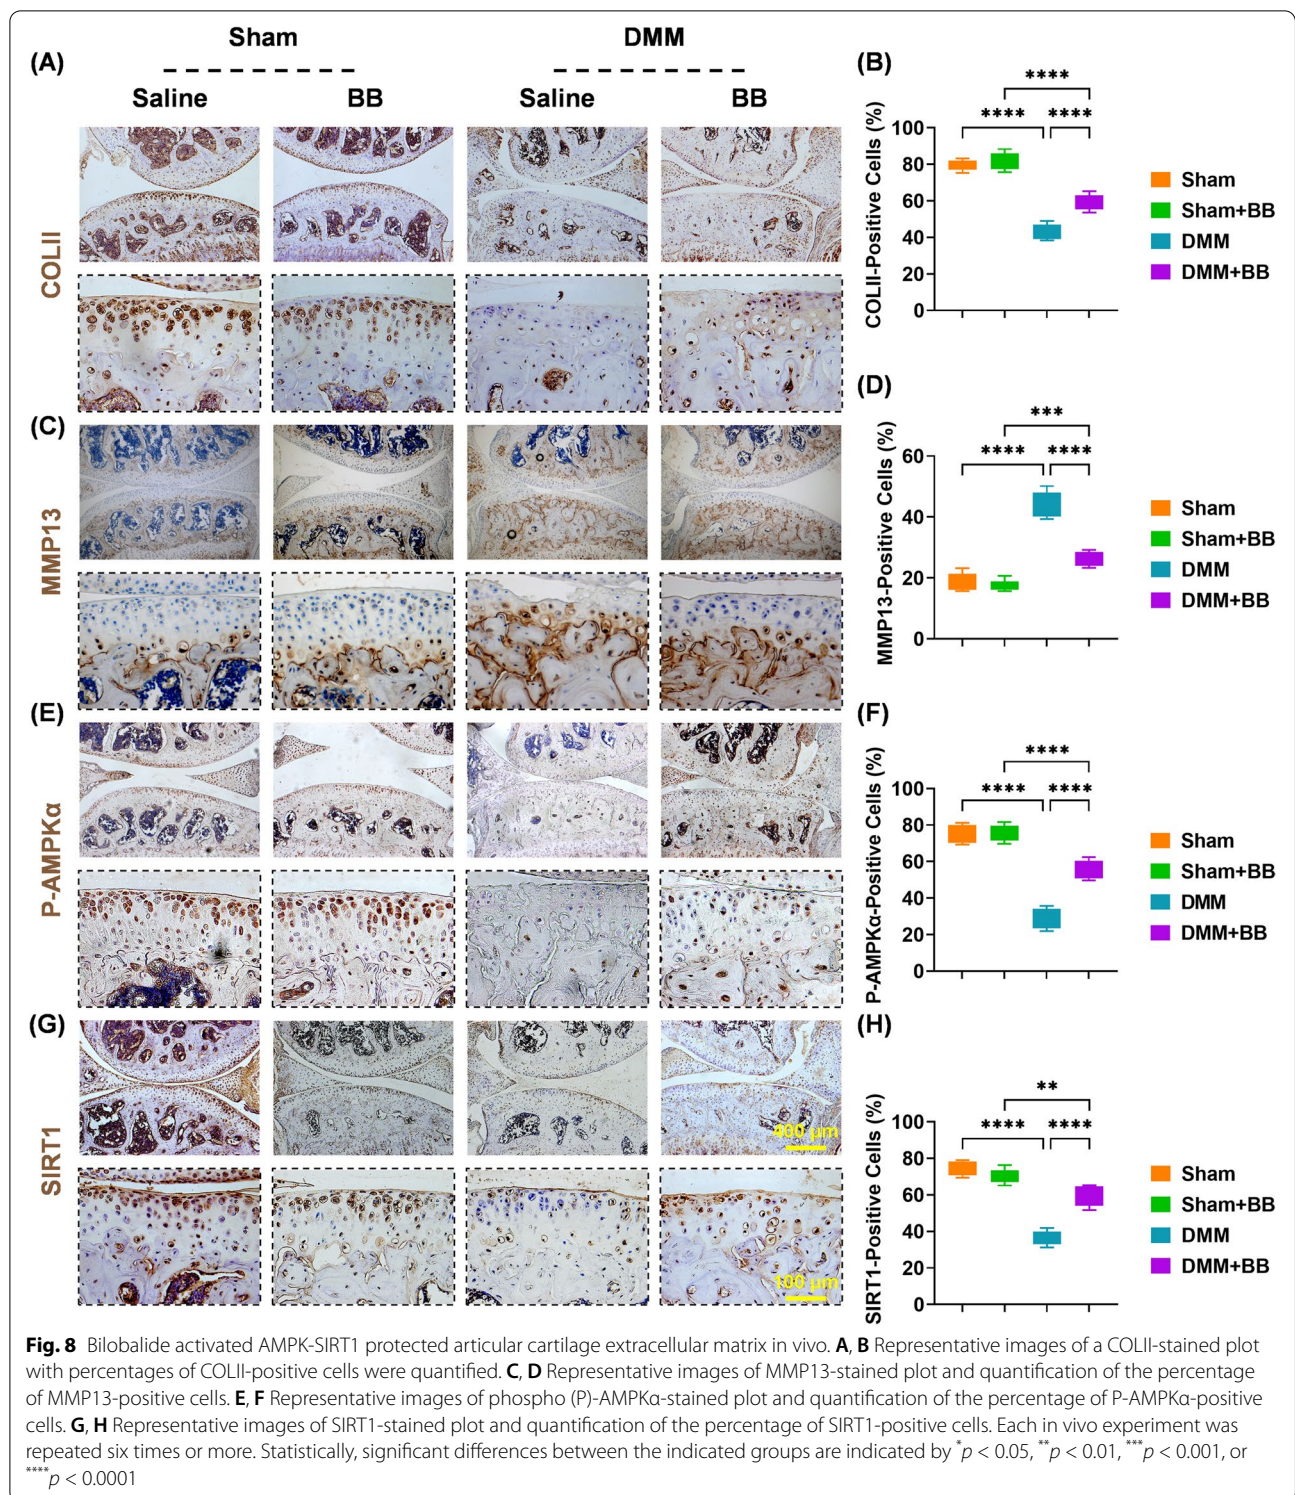 Sham
DMM
(A)
Saline
BB
Saline
BB
COLII
(B)
****
****
****
COLII-Positive Cells (%)
100
80
60
40
20
0
Sham
Sham+BB
DMM
DMM+BB
(C)
MMP13
(D)
***
****
****
MMP13-Positive Cells (%)
60
40
20
0
Sham
Sham+BB
DMM
DMM+BB
(E)
P-AMPKα
(F)
****
****
****
P-AMPKα-Positive Cells (%)
100
80
60
40
20
0
Sham
Sham+BB
DMM
DMM+BB
(G)
SIRT1
400 µm
100 µm
(H)
**
****
****
SIRT1-Positive Cells (%)
100
80
60
40
20
0
Sham
Sham+BB
DMM
DMM+BB
Fig. 8 Bilobalide activated AMPK-SIRT1 protected articular cartilage extracellular matrix in vivo. A, B Representative images of a COLII-stained plot
with percentages of COLII-positive cells were quantified. C, D Representative images of MMP13-stained plot and quantification of the percentage
of MMP13-positive cells. E, F Representative images of phospho (P)-AMPKα-stained plot and quantification of the percentage of P-AMPKα-positive
cells. G, H Representative images of SIRT1-stained plot and quantification of the percentage of SIRT1-positive cells. Each in vivo experiment was
repeated six times or more. Statistically, significant differences between the indicated groups are indicated by *p < 0.05, **p < 0.01, ***p < 0.001, or
****p < 0.0001